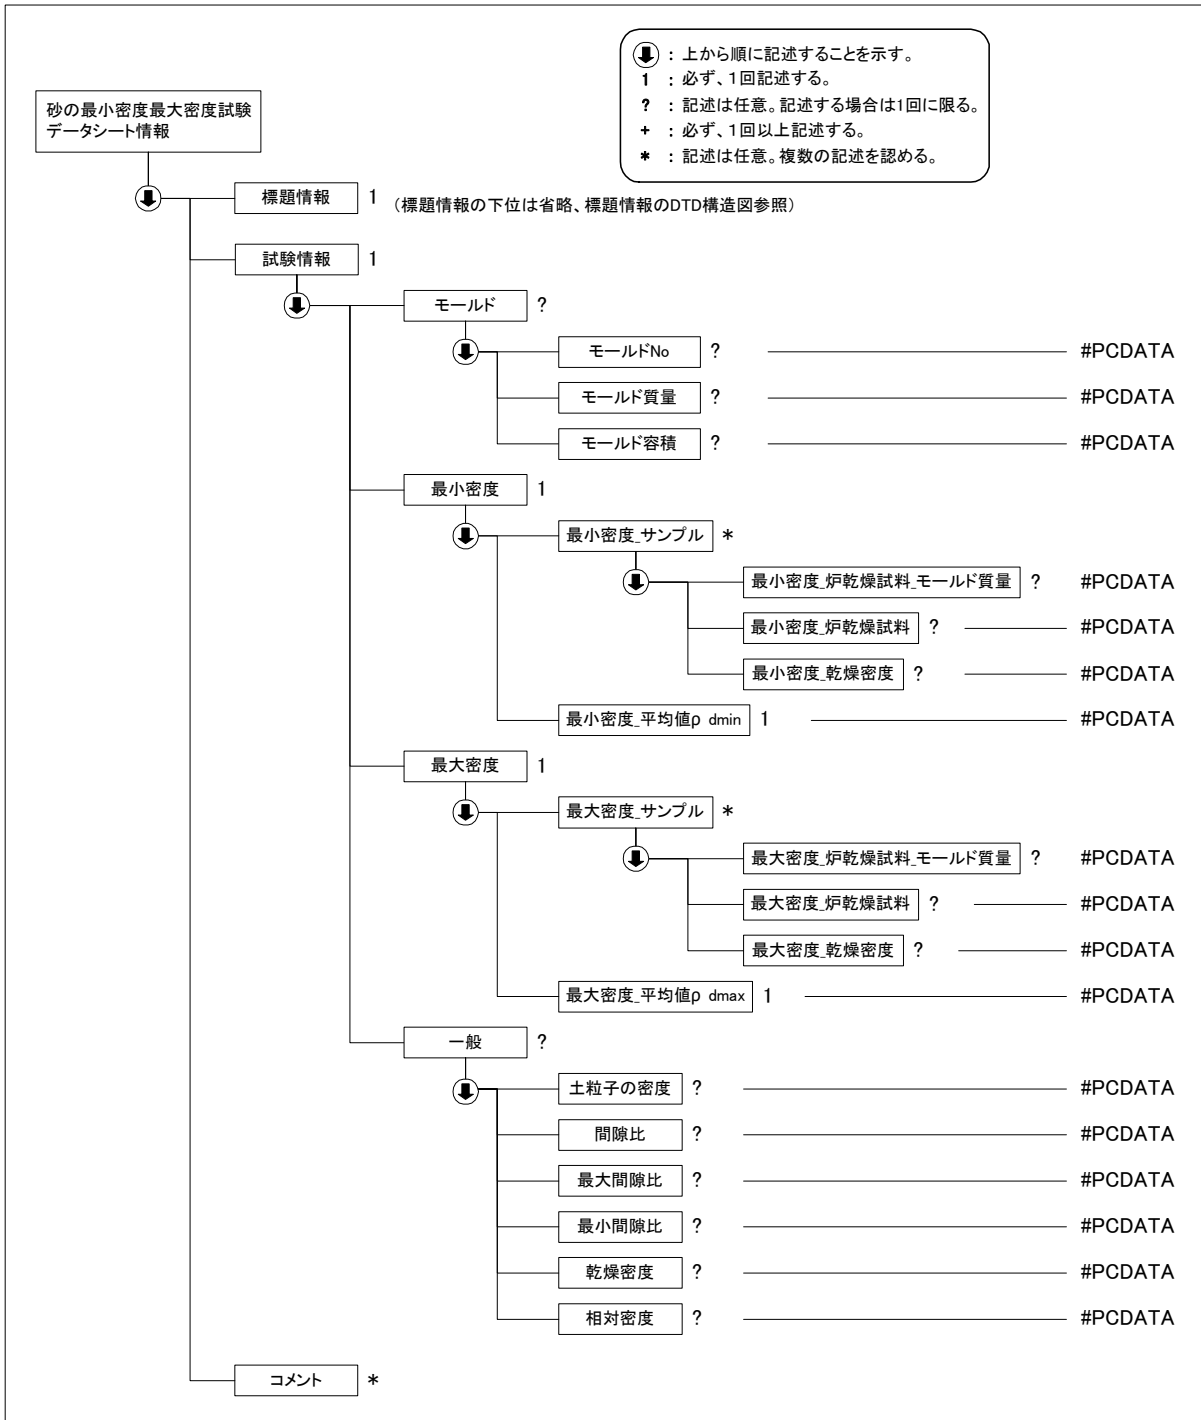 ：上から順に記述することを示す。
1：必ず、1回記述する。
?：記述は任意。記述する場合は1回に限る。
+：必ず、1回以上記述する。
*：記述は任意。複数の記述を認める。
砂の最小密度最大密度試験
データシート情報
標題情報 1 （標題情報の下位は省略、標題情報のDTD構造図参照）
試験情報 1
モールド ?
モールドNo ? #PCDATA
モールド質量 ? #PCDATA
モールド容積 ? #PCDATA
最小密度 1
最小密度_サンプル *
最小密度_炉乾燥試料_モールド質量 ? #PCDATA
最小密度_炉乾燥試料 ? #PCDATA
最小密度_乾燥密度 ? #PCDATA
最小密度_平均値ρ dmin 1 #PCDATA
最大密度 1
最大密度_サンプル *
最大密度_炉乾燥試料_モールド質量 ? #PCDATA
最大密度_炉乾燥試料 ? #PCDATA
最大密度_乾燥密度 ? #PCDATA
最大密度_平均値ρ dmax 1 #PCDATA
一般 ?
土粒子の密度 ? #PCDATA
間隙比 ? #PCDATA
最大間隙比 ? #PCDATA
最小間隙比 ? #PCDATA
乾燥密度 ? #PCDATA
相対密度 ? #PCDATA
コメント *